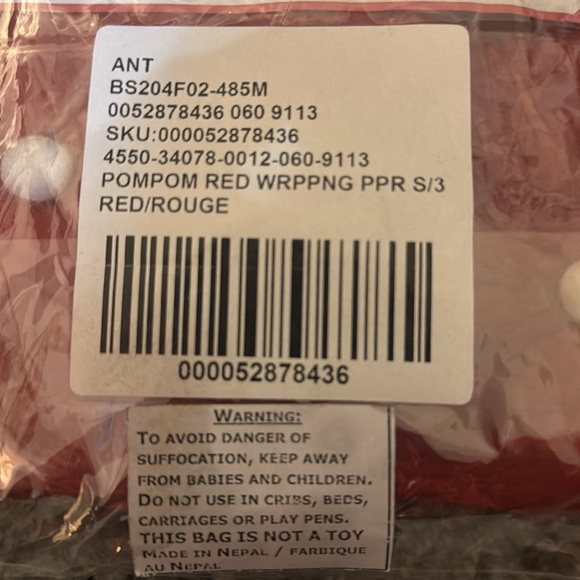 ANT
BS204F02-485M
0052878436 060 9113
SKU:000052878436
4550-34078-0012-060-9113
POMPOM RED WRPPNG PPR S/3
RED/ROUGE
000052878436
WARNING:
TO AVOID DANGER OF
SUFFOCATION, KEEP AWAY
FROM BABIES AND CHILDREN.
DO NOT USE IN CRIBS, BEDS,
CARRIAGES OR PLAY PENS.
THIS BAG IS NOT A TOY
MADE IN NEPAL / FARBIQUE
AU NEPAL